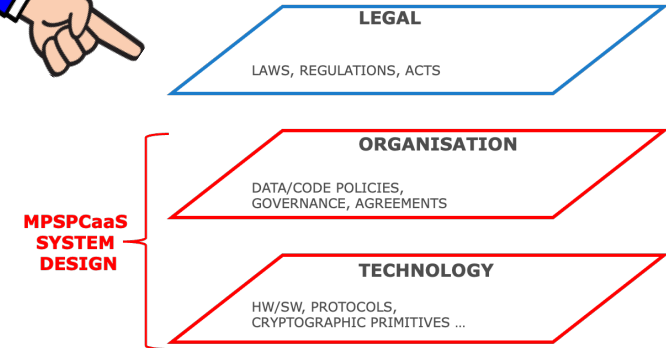 LEGAL
LAWS, REGULATIONS, ACTS
ORGANISATION
DATA/CODE POLICIES,
GOVERNANCE, AGREEMENTS
MPSPCaaS
SYSTEM
DESIGN
TECHNOLOGY
HW/SW, PROTOCOLS,
CRYPTOGRAPHIC PRIMITIVES ...